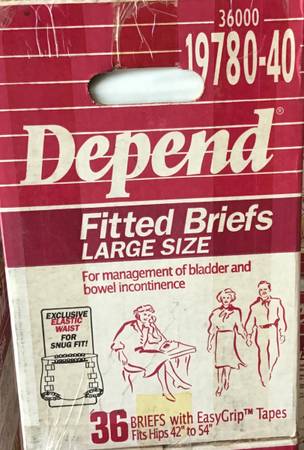 36000
19780-40
Depend®
Fitted Briefs
LARGE SIZE
For management of bladder and
bowel incontinence
EXCLUSIVE
ELASTIC
WAIST
FOR
SNUG FIT!
36 BRIEFS with EasyGrip™ Tapes
Fits Hips 42" to 54"